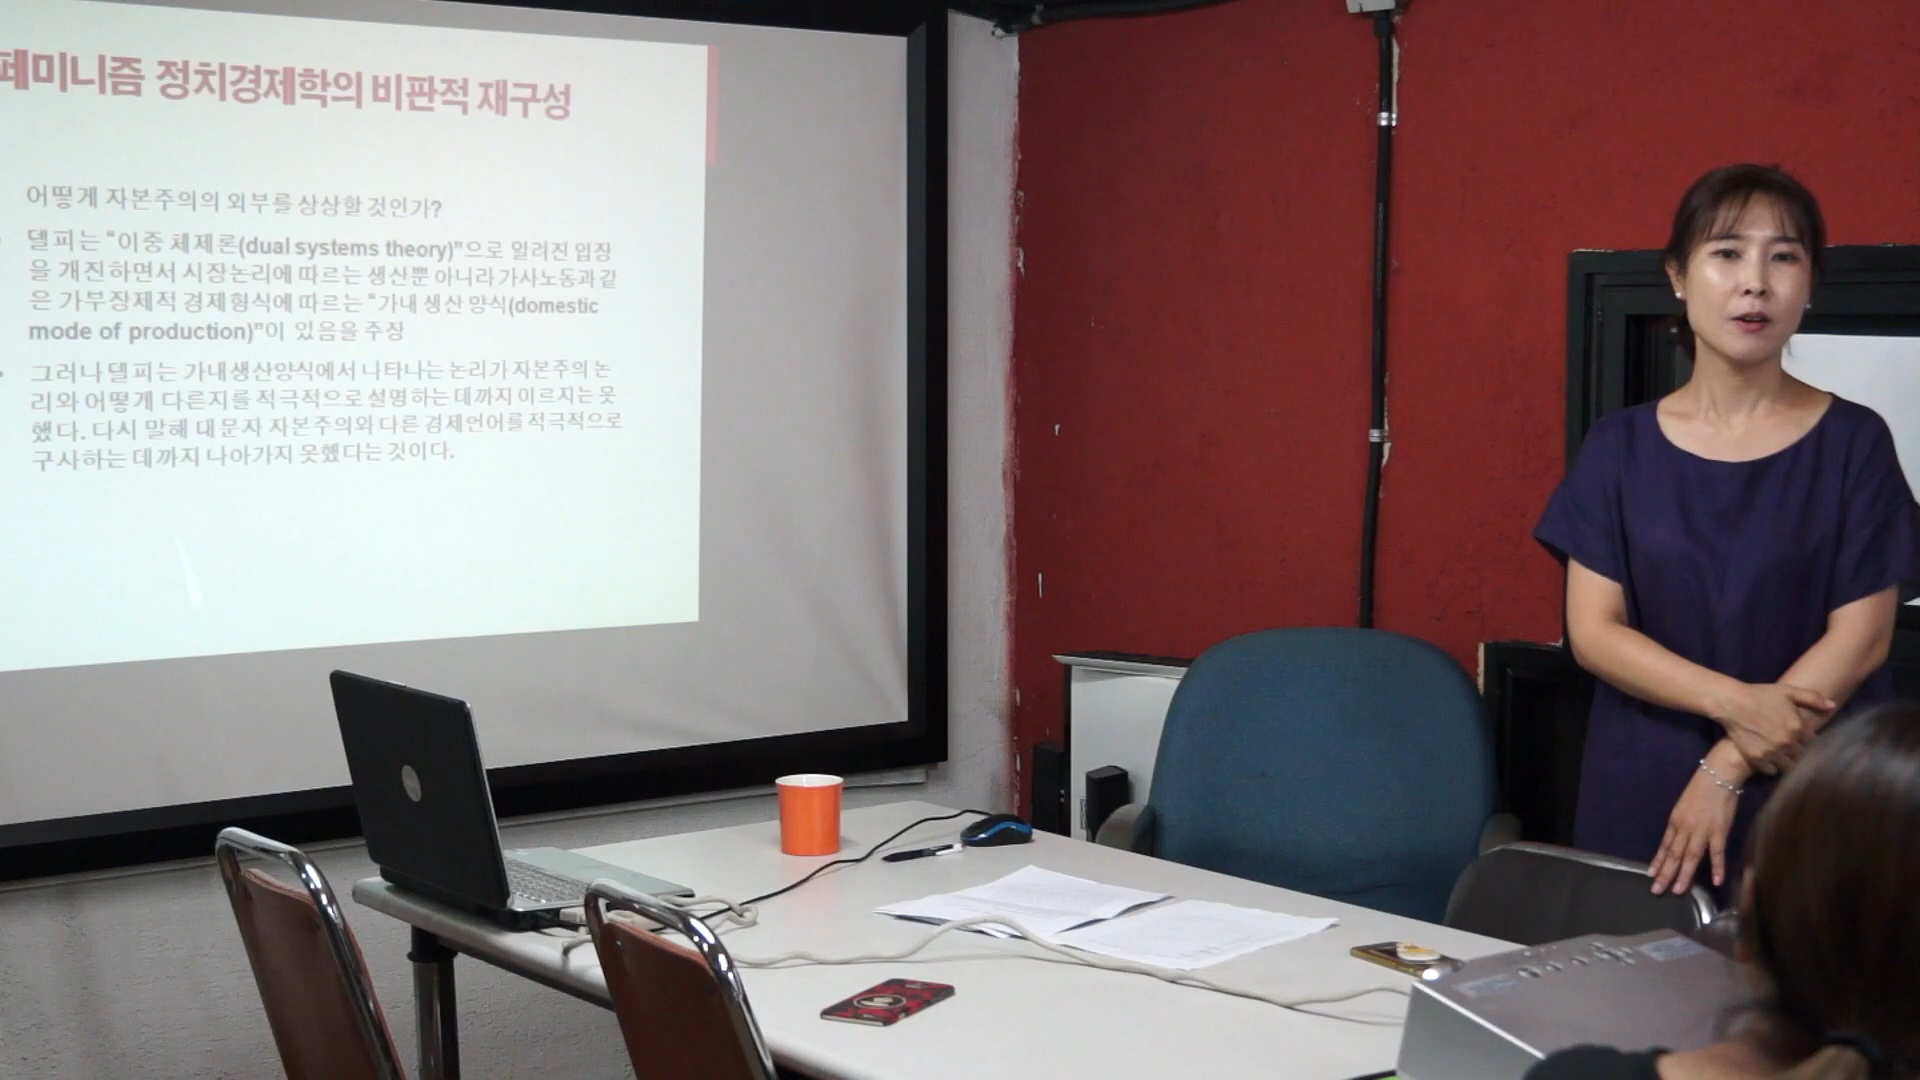 페미니즘 정치경제학의 비판적 재구성
어떻게 자본주의의 외부를 상상할 것인가?
델피는 “이중 체제론(dual systems theory)”으로 알려진 입장
을 개진하면서 시장논리에 따르는 생산뿐 아니라 가사노동과 같
은 가부장제적 경제형식에 따르는 “가내 생산 양식(domestic
mode of production)”이 있음을 주장
그러나 델피는 가내생산양식에서 나타나는 논리가 자본주의 논
리와 어떻게 다른지를 적극적으로 설명하는 데까지 이르지는 못
했다. 다시 말해 대문자 자본주의와 다른 경제언어를 적극적으로
구사하는 데까지 나아가지 못했다는 것이다.